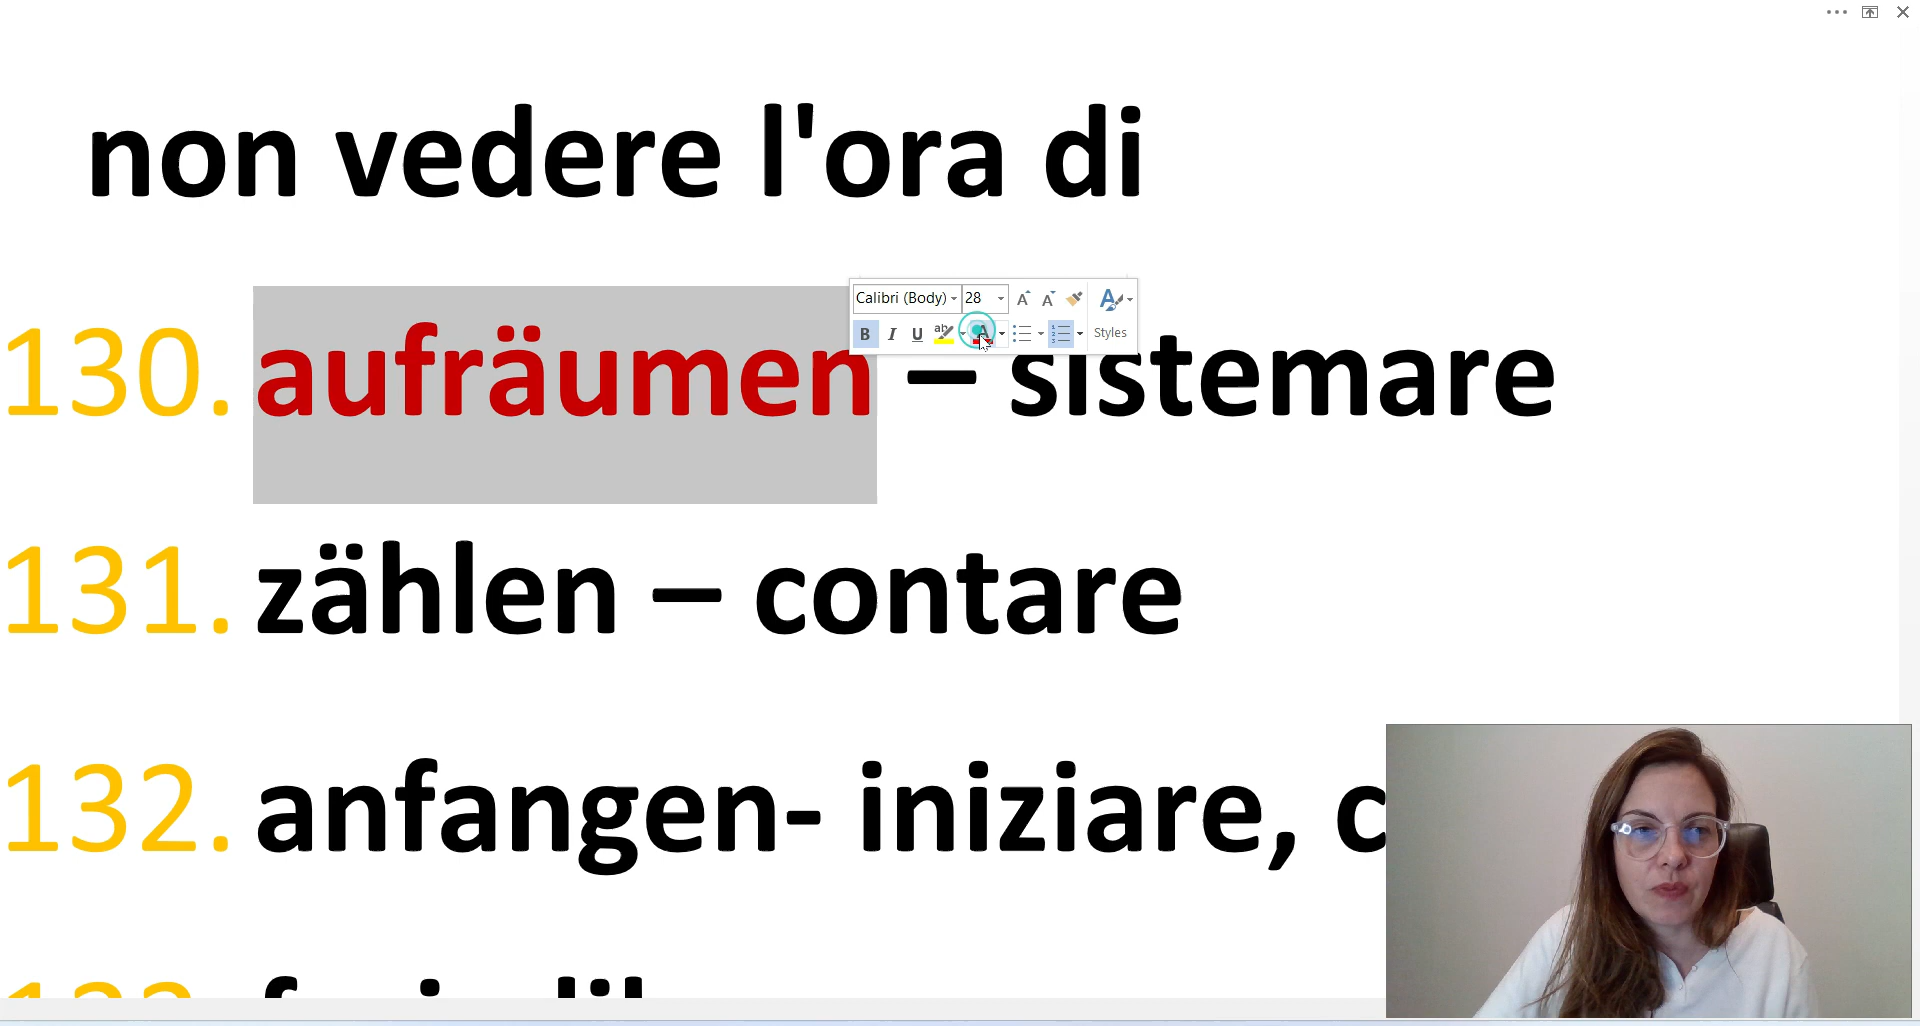 non vedere l'ora di
Calibri (Body) 28
Styles
130. aufräumen – sistemare
131. zählen – contare
132. anfangen- iniziare, c